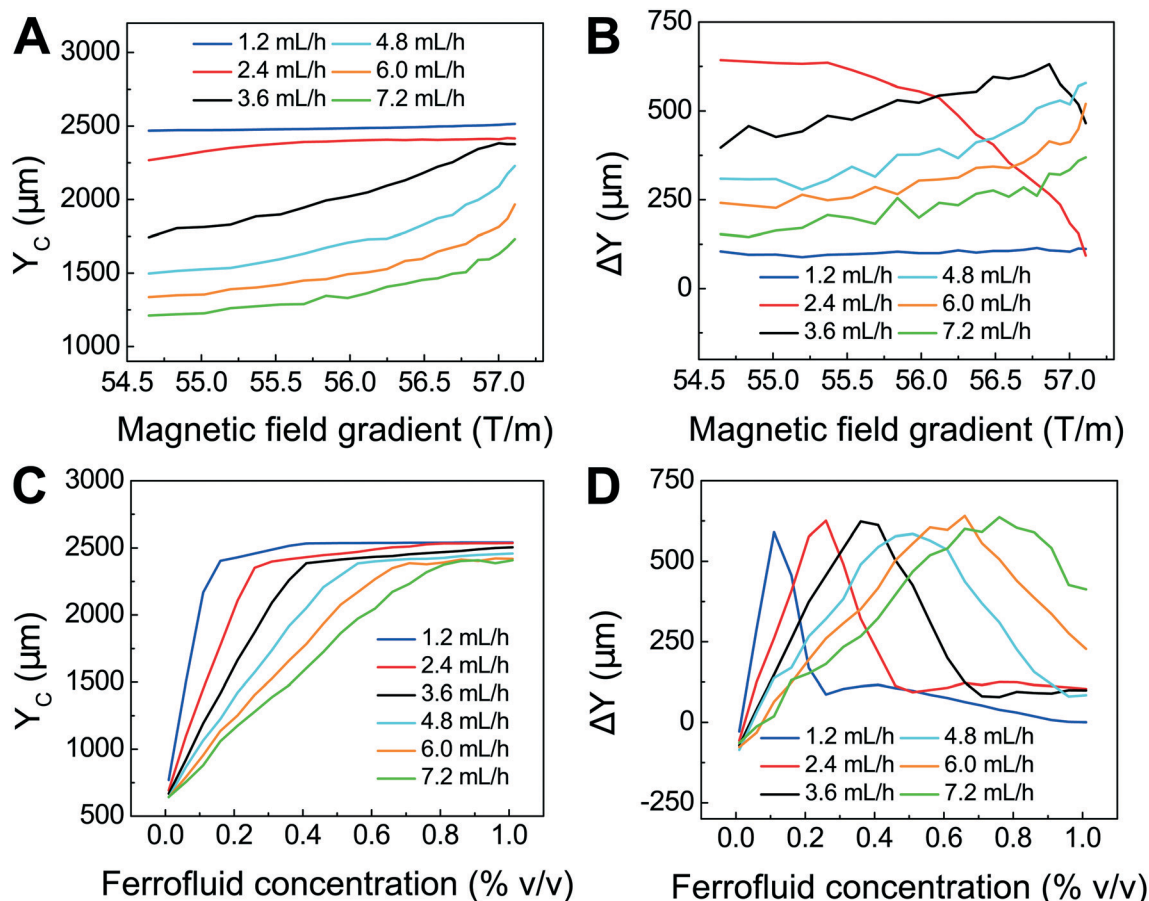 A
3000
2500
2000
1500
1000
Y_C (μm)
1.2 mL/h
2.4 mL/h
3.6 mL/h
4.8 mL/h
6.0 mL/h
7.2 mL/h
54.5 55.0 55.5 56.0 56.5 57.0
Magnetic field gradient (T/m)
B
750
500
250
0
ΔY (μm)
1.2 mL/h
2.4 mL/h
3.6 mL/h
4.8 mL/h
6.0 mL/h
7.2 mL/h
54.5 55.0 55.5 56.0 56.5 57.0
Magnetic field gradient (T/m)
C
3000
2500
2000
1500
1000
500
Y_C (μm)
1.2 mL/h
2.4 mL/h
3.6 mL/h
4.8 mL/h
6.0 mL/h
7.2 mL/h
0.0 0.2 0.4 0.6 0.8 1.0
Ferrofluid concentration (% v/v)
D
750
500
250
0
-250
ΔY (μm)
1.2 mL/h
2.4 mL/h
3.6 mL/h
4.8 mL/h
6.0 mL/h
7.2 mL/h
0.0 0.2 0.4 0.6 0.8 1.0
Ferrofluid concentration (% v/v)